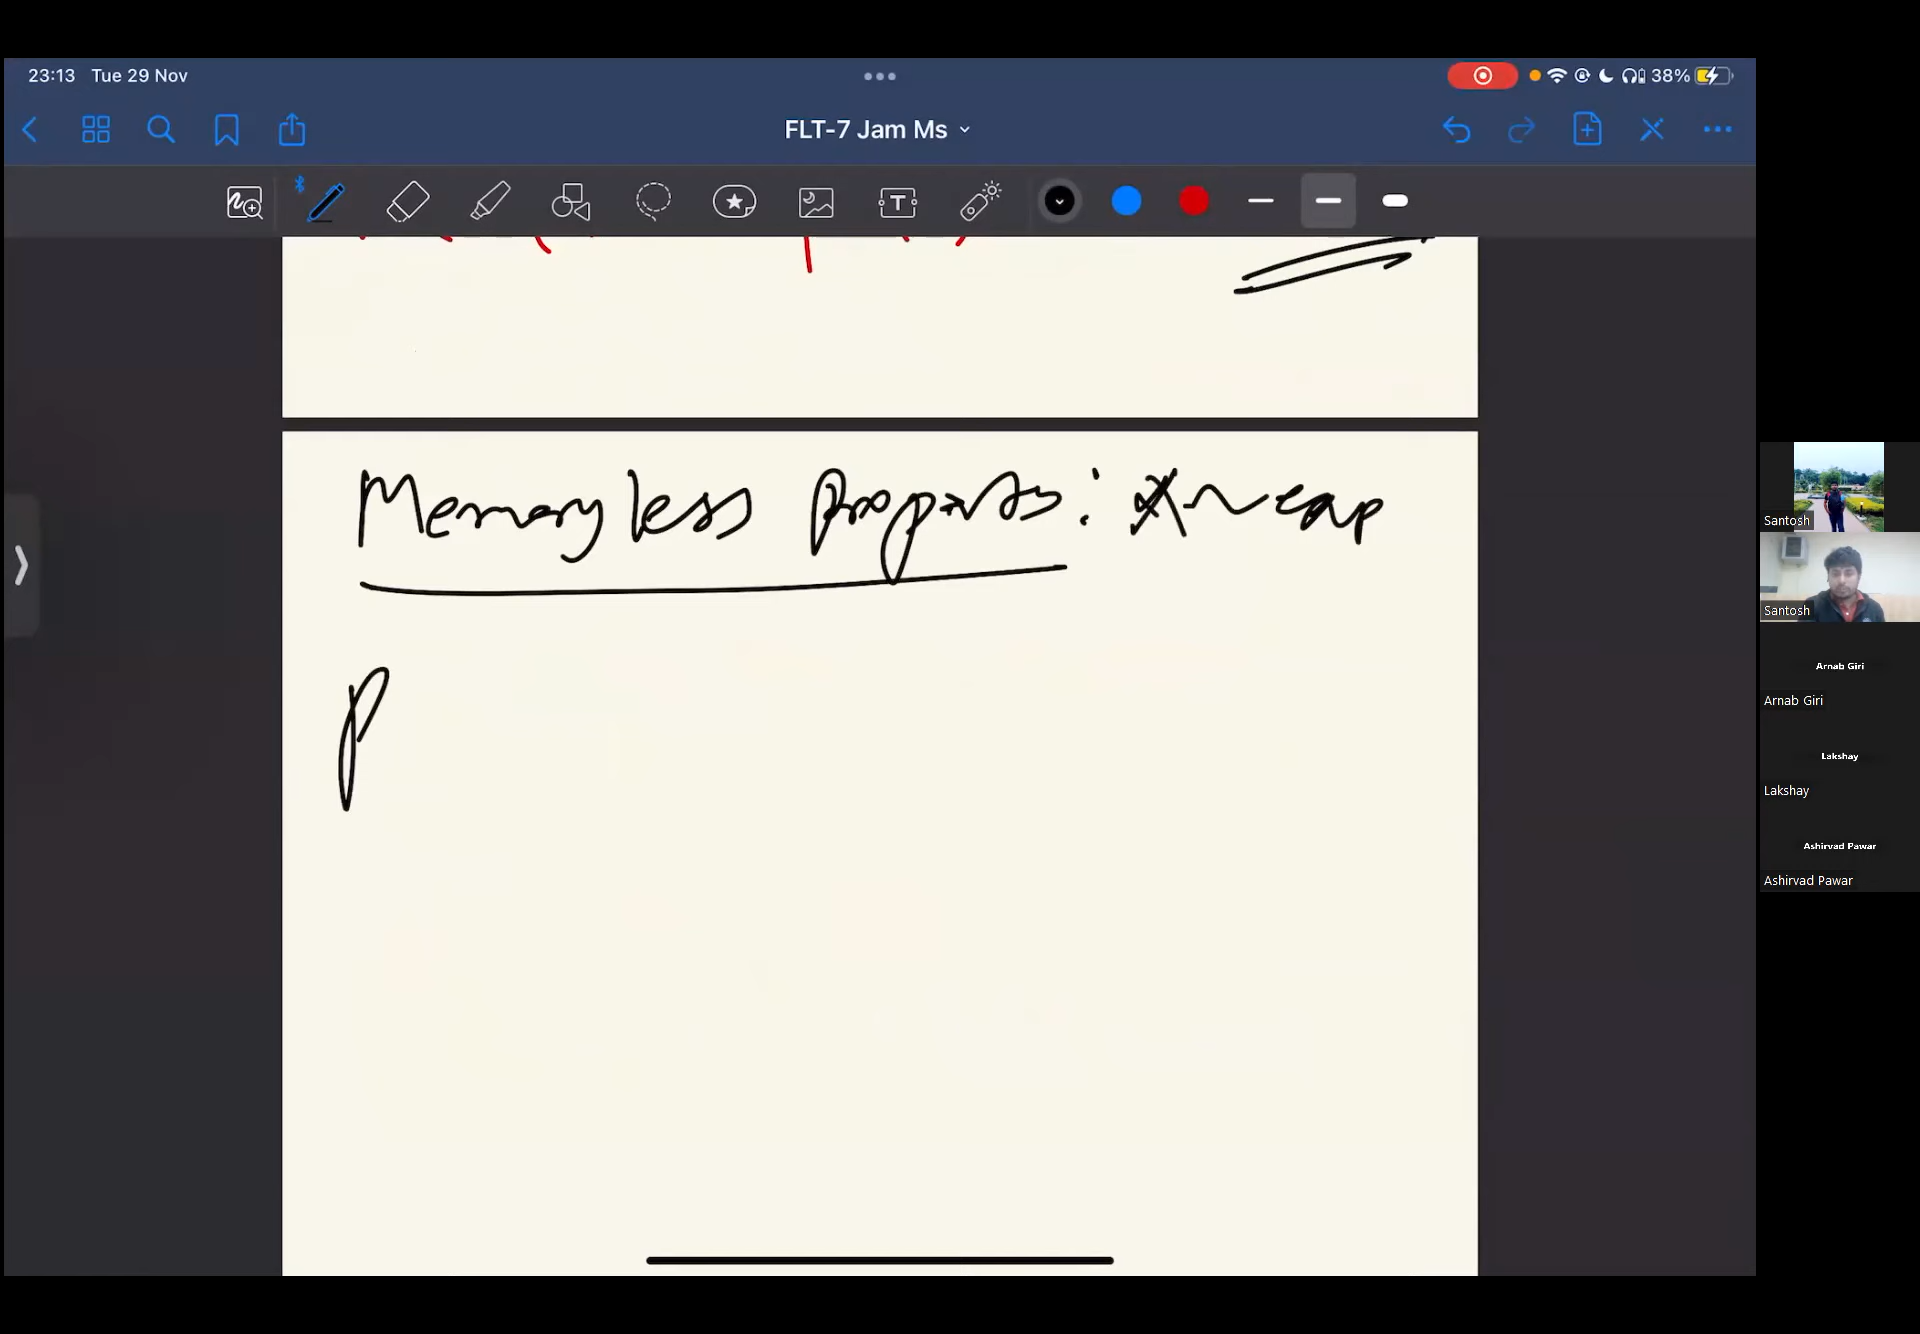 23:13 Tue 29 Nov
38%
FLT-7 Jam Ms
T
Memoryless Property: X~exp
P
Santosh
Santosh
Arnab Giri
Arnab Giri
Lakshay
Lakshay
Ashirvad Pawar
Ashirvad Pawar